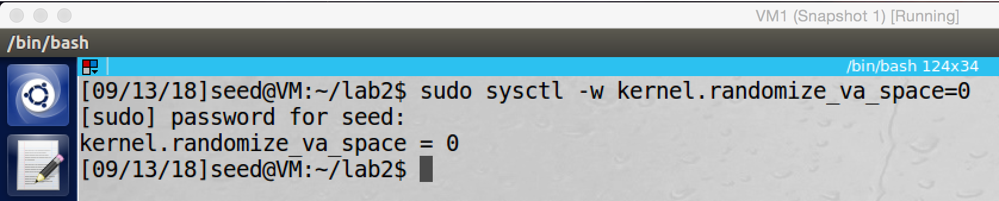 VM1 (Snapshot 1) [Running]
/bin/bash
/bin/bash 124x34
[09/13/18]seed@VM:~/lab2$ sudo sysctl -w kernel.randomize_va_space=0
[sudo] password for seed:
kernel.randomize_va_space = 0
[09/13/18]seed@VM:~/lab2$